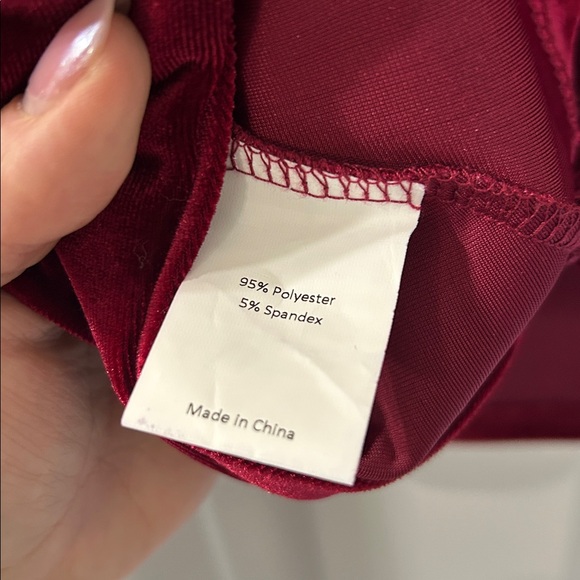 95% Polyester
5% Spandex
Made in China